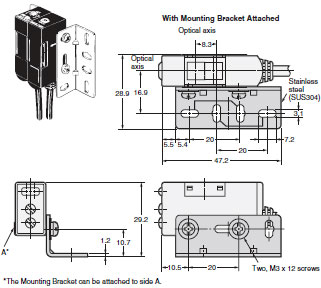 With Mounting Bracket Attached
Optical axis
8.3
Optical
axis
28.9
16.9
Stainless
steel
(SUS304)
3.1
5.5
5.4
20
7.2
20
47.2
29.2
1.2
10.7
A*
10.5
20
Two, M3 x 12 screws
*The Mounting Bracket can be attached to side A.